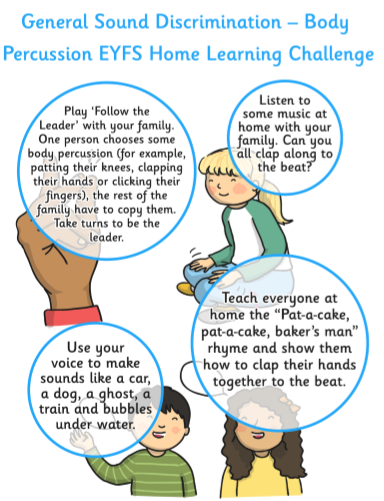 General Sound Discrimination – Body
Percussion EYFS Home Learning Challenge
Play ‘Follow the
Leader’ with your family.
One person chooses some
body percussion (for example,
patting their knees, clapping
their hands or clicking their
fingers), the rest of the
family have to copy them.
Take turns to be the
leader.
Listen to
some music at
home with your
family. Can you
all clap along to
the beat?
Teach everyone at
home the “Pat-a-cake,
pat-a-cake, baker’s man”
rhyme and show them
how to clap their hands
together to the beat.
Use your
voice to make
sounds like a car,
a dog, a ghost, a
train and bubbles
under water.